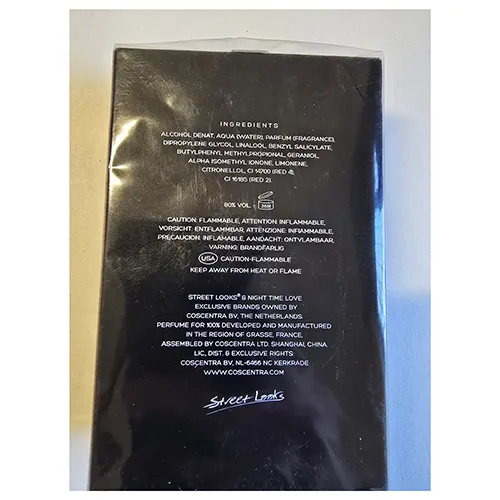 INGREDIENTS
ALCOHOL DENAT, AQUA (WATER), PARFUM (FRAGRANCE),
DIPROPYLENE GLYCOL, LINALOOL, BENZYL SALICYLATE,
BUTYLPHENYL METHYLPROPIONAL, GERANIOL,
ALPHA ISOMETHYL IONONE, LIMONENE,
CITRONELLOL, CI 14700 (RED 4),
CI 16185 (RED 2).
80% VOL.
CAUTION: FLAMMABLE, ATTENTION: INFLAMMABLE,
VORSICHT: ENTFLAMMBAR, ATTENZIONE: INFIAMMABILE,
PRECAUCION: INFLAMABLE, AANDACHT: ONTVLAMBAAR,
VARNING: BRANDFARLIG
USA CAUTION-FLAMMABLE
KEEP AWAY FROM HEAT OR FLAME
STREET LOOKS® & NIGHT TIME LOVE
EXCLUSIVE BRANDS OWNED BY
COSCENTRA BV, THE NETHERLANDS.
PERFUME FOR 100% DEVELOPED AND MANUFACTURED
IN THE REGION OF GRASSE, FRANCE,
ASSEMBLED BY COSCENTRA LTD. SHANGHAI, CHINA.
LIC, DIST. & EXCLUSIVE RIGHTS
COSCENTRA BV, NL-6466 NC KERKRADE
WWW.COSCENTRA.COM
Street Looks